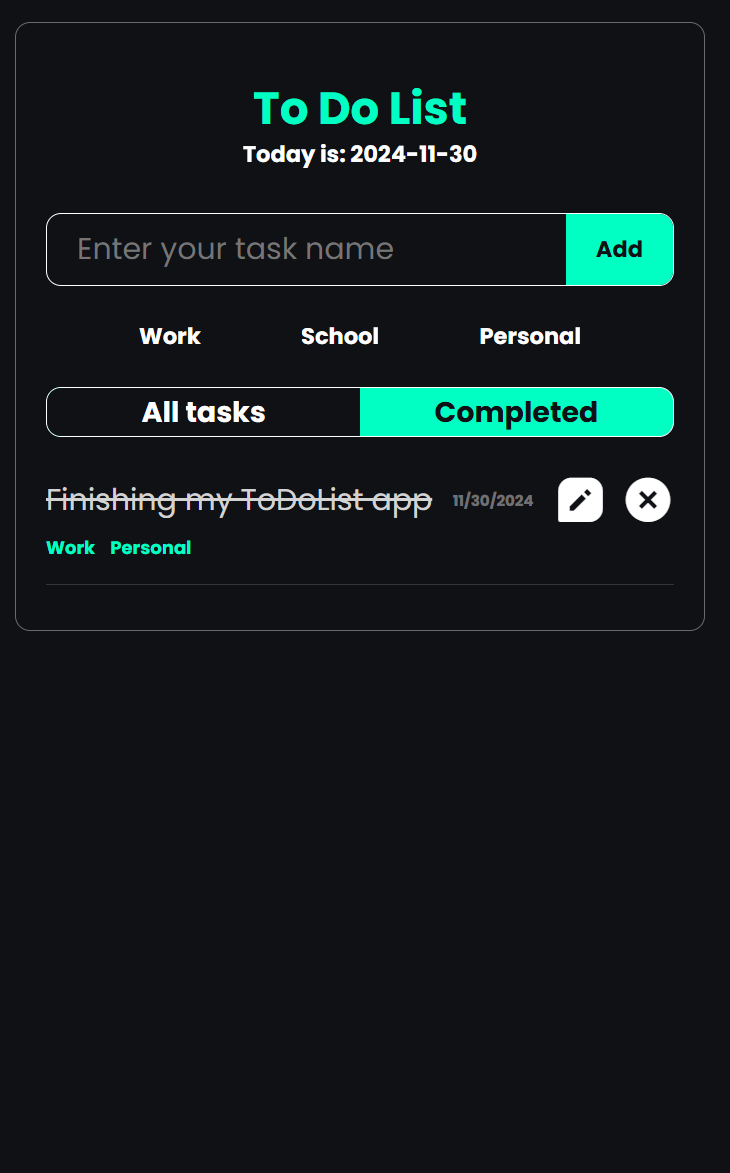 To Do List
Today is: 2024-11-30
Enter your task name Add
Work School Personal
All tasks Completed
Finishing my ToDoList app 11/30/2024
Work Personal